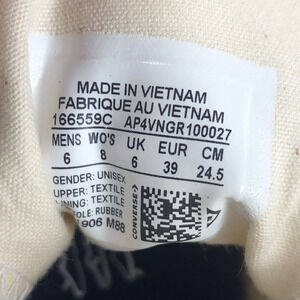 MADE IN VIETNAM
FABRIQUE AU VIETNAM
166559C AP4VNGR100027
MENS WO'S UK EUR CM
6 8 6 39 24.5
GENDER: UNISEX
UPPER: TEXTILE
LINING: TEXTILE
OLE: RUBBER
906 M88
CONVERSE